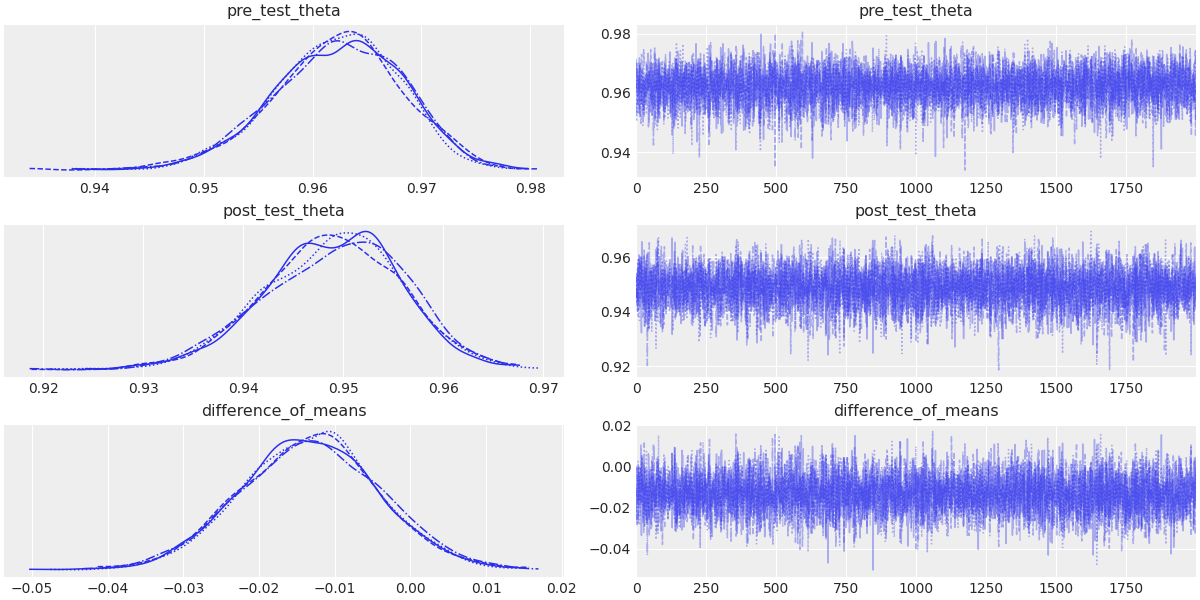 pre_test_theta
0.94 0.95 0.96 0.97 0.98
pre_test_theta
0.98
0.96
0.94
0 250 500 750 1000 1250 1500 1750
post_test_theta
0.92 0.93 0.94 0.95 0.96 0.97
post_test_theta
0.96
0.94
0.92
0 250 500 750 1000 1250 1500 1750
difference_of_means
−0.05 −0.04 −0.03 −0.02 −0.01 0.00 0.01 0.02
difference_of_means
0.02
0.00
−0.02
−0.04
0 250 500 750 1000 1250 1500 1750